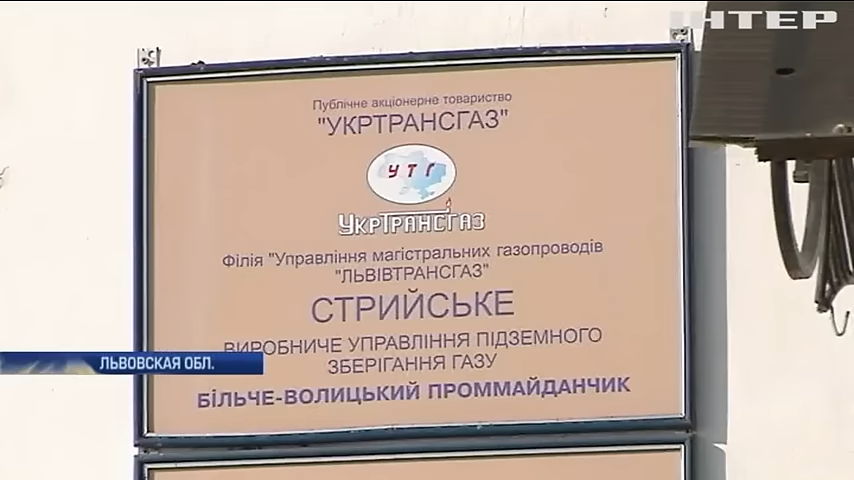 ІНТЕР
Публічне акціонерне товариство
"УКРТРАНСГАЗ"
УТГ
УКРТРАНСГАЗ
Філія "Управління магістральних газопроводів
"ЛЬВІВТРАНСГАЗ"
СТРИЙСЬКЕ
ВИРОБНИЧЕ УПРАВЛІННЯ ПІДЗЕМНОГО
ЗБЕРІГАННЯ ГАЗУ
БІЛЬЧЕ-ВОЛИЦЬКИЙ ПРОММАЙДАНЧИК
ЛЬВОВСКАЯ ОБЛ.